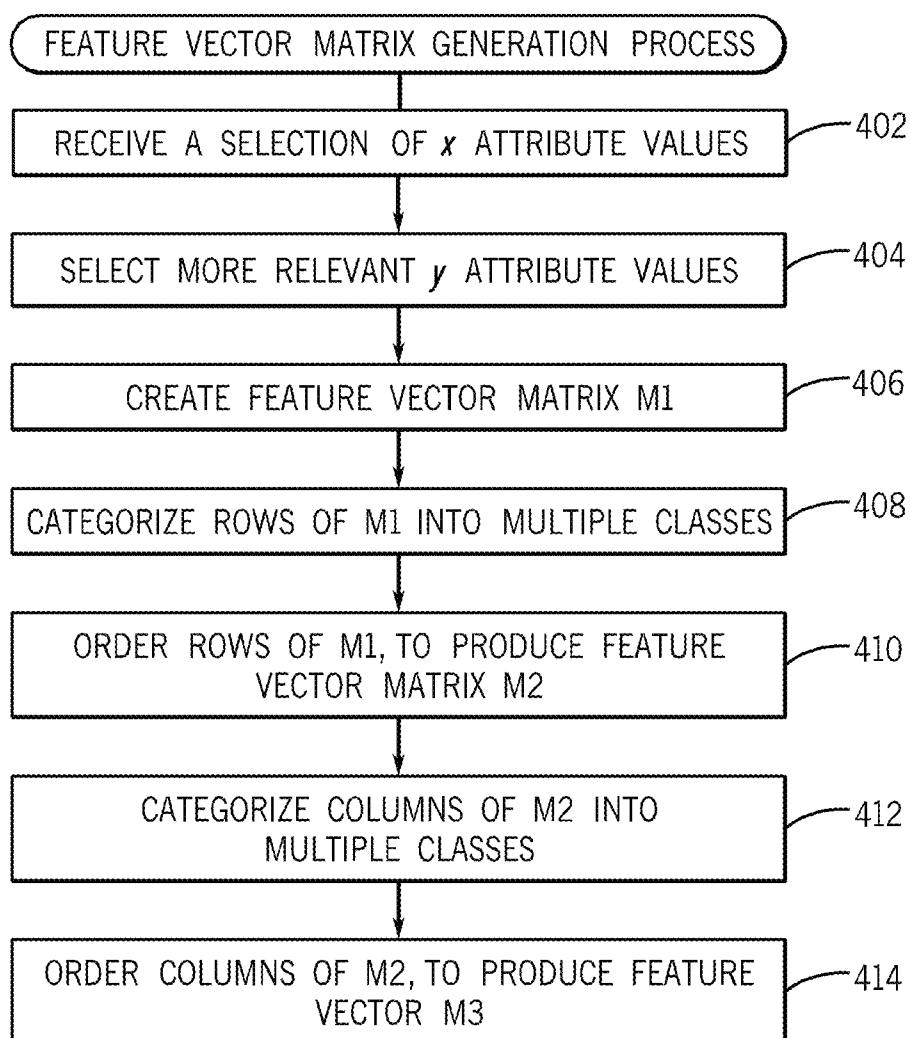 FEATURE VECTOR MATRIX GENERATION PROCESS
RECEIVE A SELECTION OF x ATTRIBUTE VALUES
402
SELECT MORE RELEVANT y ATTRIBUTE VALUES
404
CREATE FEATURE VECTOR MATRIX M1
406
CATEGORIZE ROWS OF M1 INTO MULTIPLE CLASSES
408
ORDER ROWS OF M1, TO PRODUCE FEATURE
VECTOR MATRIX M2
410
CATEGORIZE COLUMNS OF M2 INTO
MULTIPLE CLASSES
412
ORDER COLUMNS OF M2, TO PRODUCE FEATURE
VECTOR M3
414